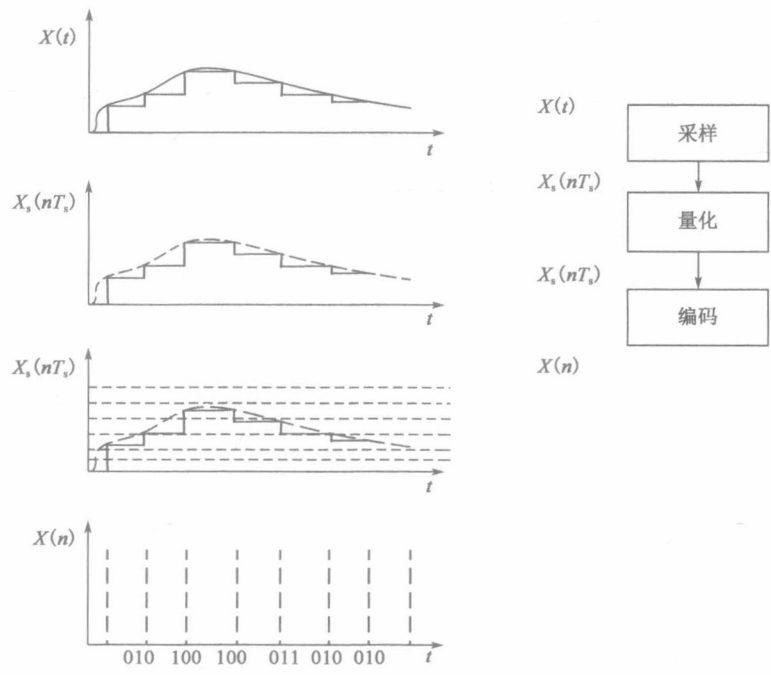 X(t)
t
X_s(nT_s)
t
X_s(nT_s)
t
X(n)
010 100 100 011 010 010 t
X(t)
采样
X_s(nT_s)
量化
X_s(nT_s)
编码
X(n)